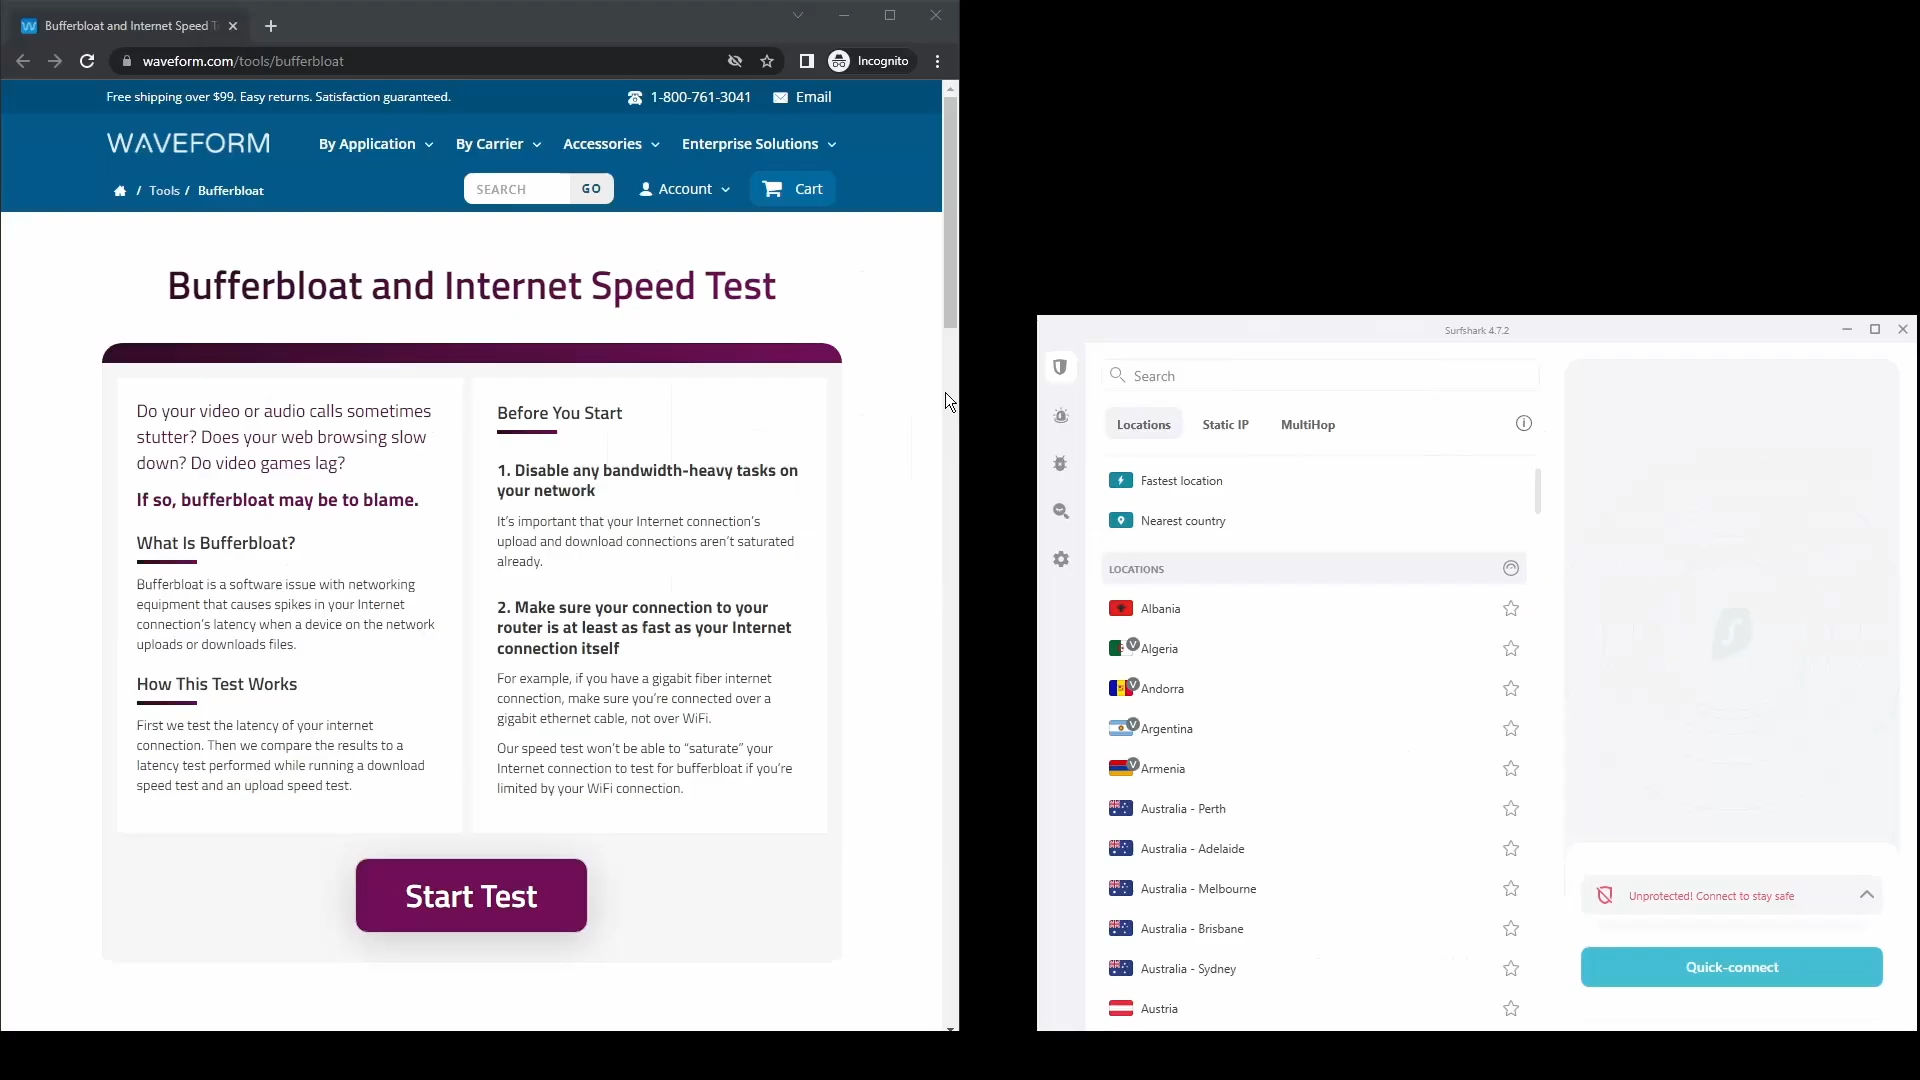 Bufferbloat and Internet Speed T
waveform.com/tools/bufferbloat
Incognito
Free shipping over $99. Easy returns. Satisfaction guaranteed.
1-800-761-3041
Email
WAVEFORM
By Application
By Carrier
Accessories
Enterprise Solutions
/ Tools / Bufferbloat
SEARCH
GO
Account
Cart
Bufferbloat and Internet Speed Test
Do your video or audio calls sometimes
stutter? Does your web browsing slow
down? Do video games lag?
If so, bufferbloat may be to blame.
What Is Bufferbloat?
Bufferbloat is a software issue with networking
equipment that causes spikes in your Internet
connection's latency when a device on the network
uploads or downloads files.
How This Test Works
First we test the latency of your internet
connection. Then we compare the results to a
latency test performed while running a download
speed test and an upload speed test.
Before You Start
1. Disable any bandwidth-heavy tasks on
your network
It's important that your Internet connection's
upload and download connections aren't saturated
already.
2. Make sure your connection to your
router is at least as fast as your Internet
connection itself
For example, if you have a gigabit fiber internet
connection, make sure you're connected over a
gigabit ethernet cable, not over WiFi.
Our speed test won't be able to “saturate” your
Internet connection to test for bufferbloat if you're
limited by your WiFi connection.
Start Test
Surfshark 4.7.2
Search
Locations
Static IP
MultiHop
Fastest location
Nearest country
LOCATIONS
Albania
V
Algeria
V
Andorra
V
Argentina
V
Armenia
Australia - Perth
Australia - Adelaide
Australia - Melbourne
Australia - Brisbane
Australia - Sydney
Austria
Unprotected! Connect to stay safe
Quick-connect